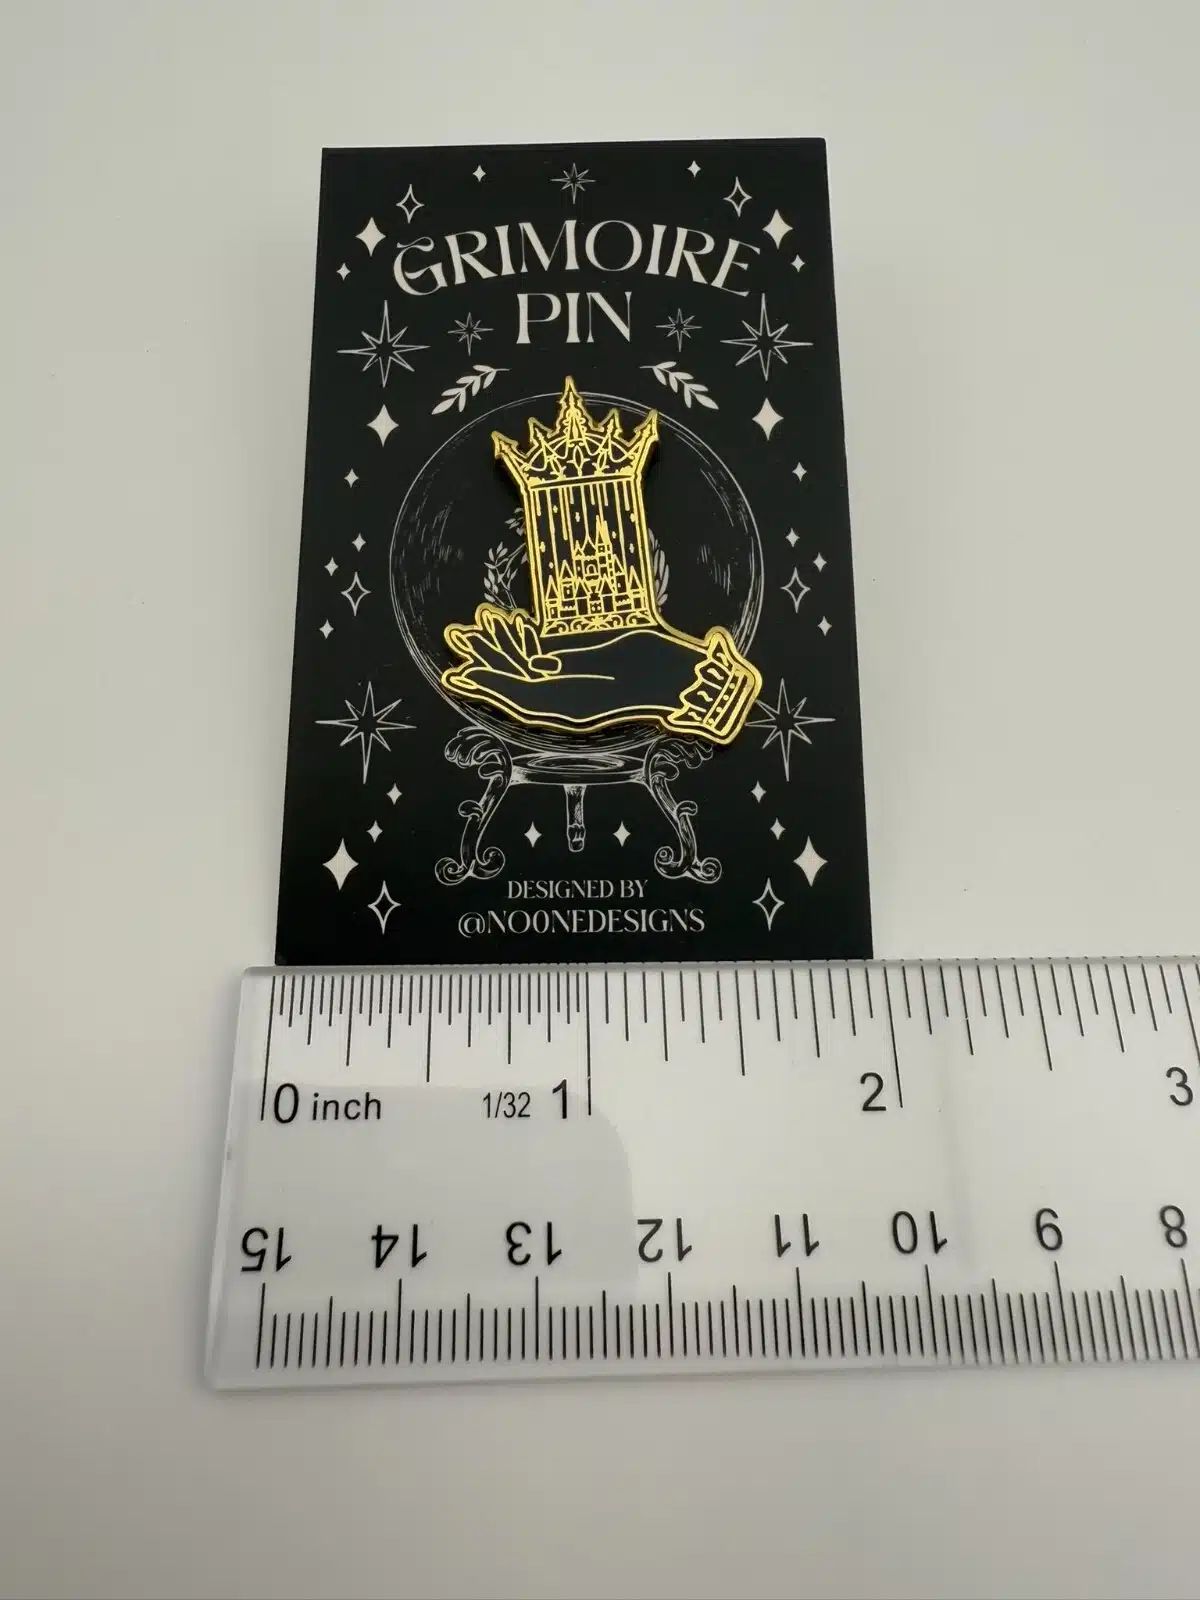 GRIMOIRE
PIN
DESIGNED BY
@NO0NEDESIGNS
0 inch 1/32 1 2 3
15 14 13 12 11 10 9 8